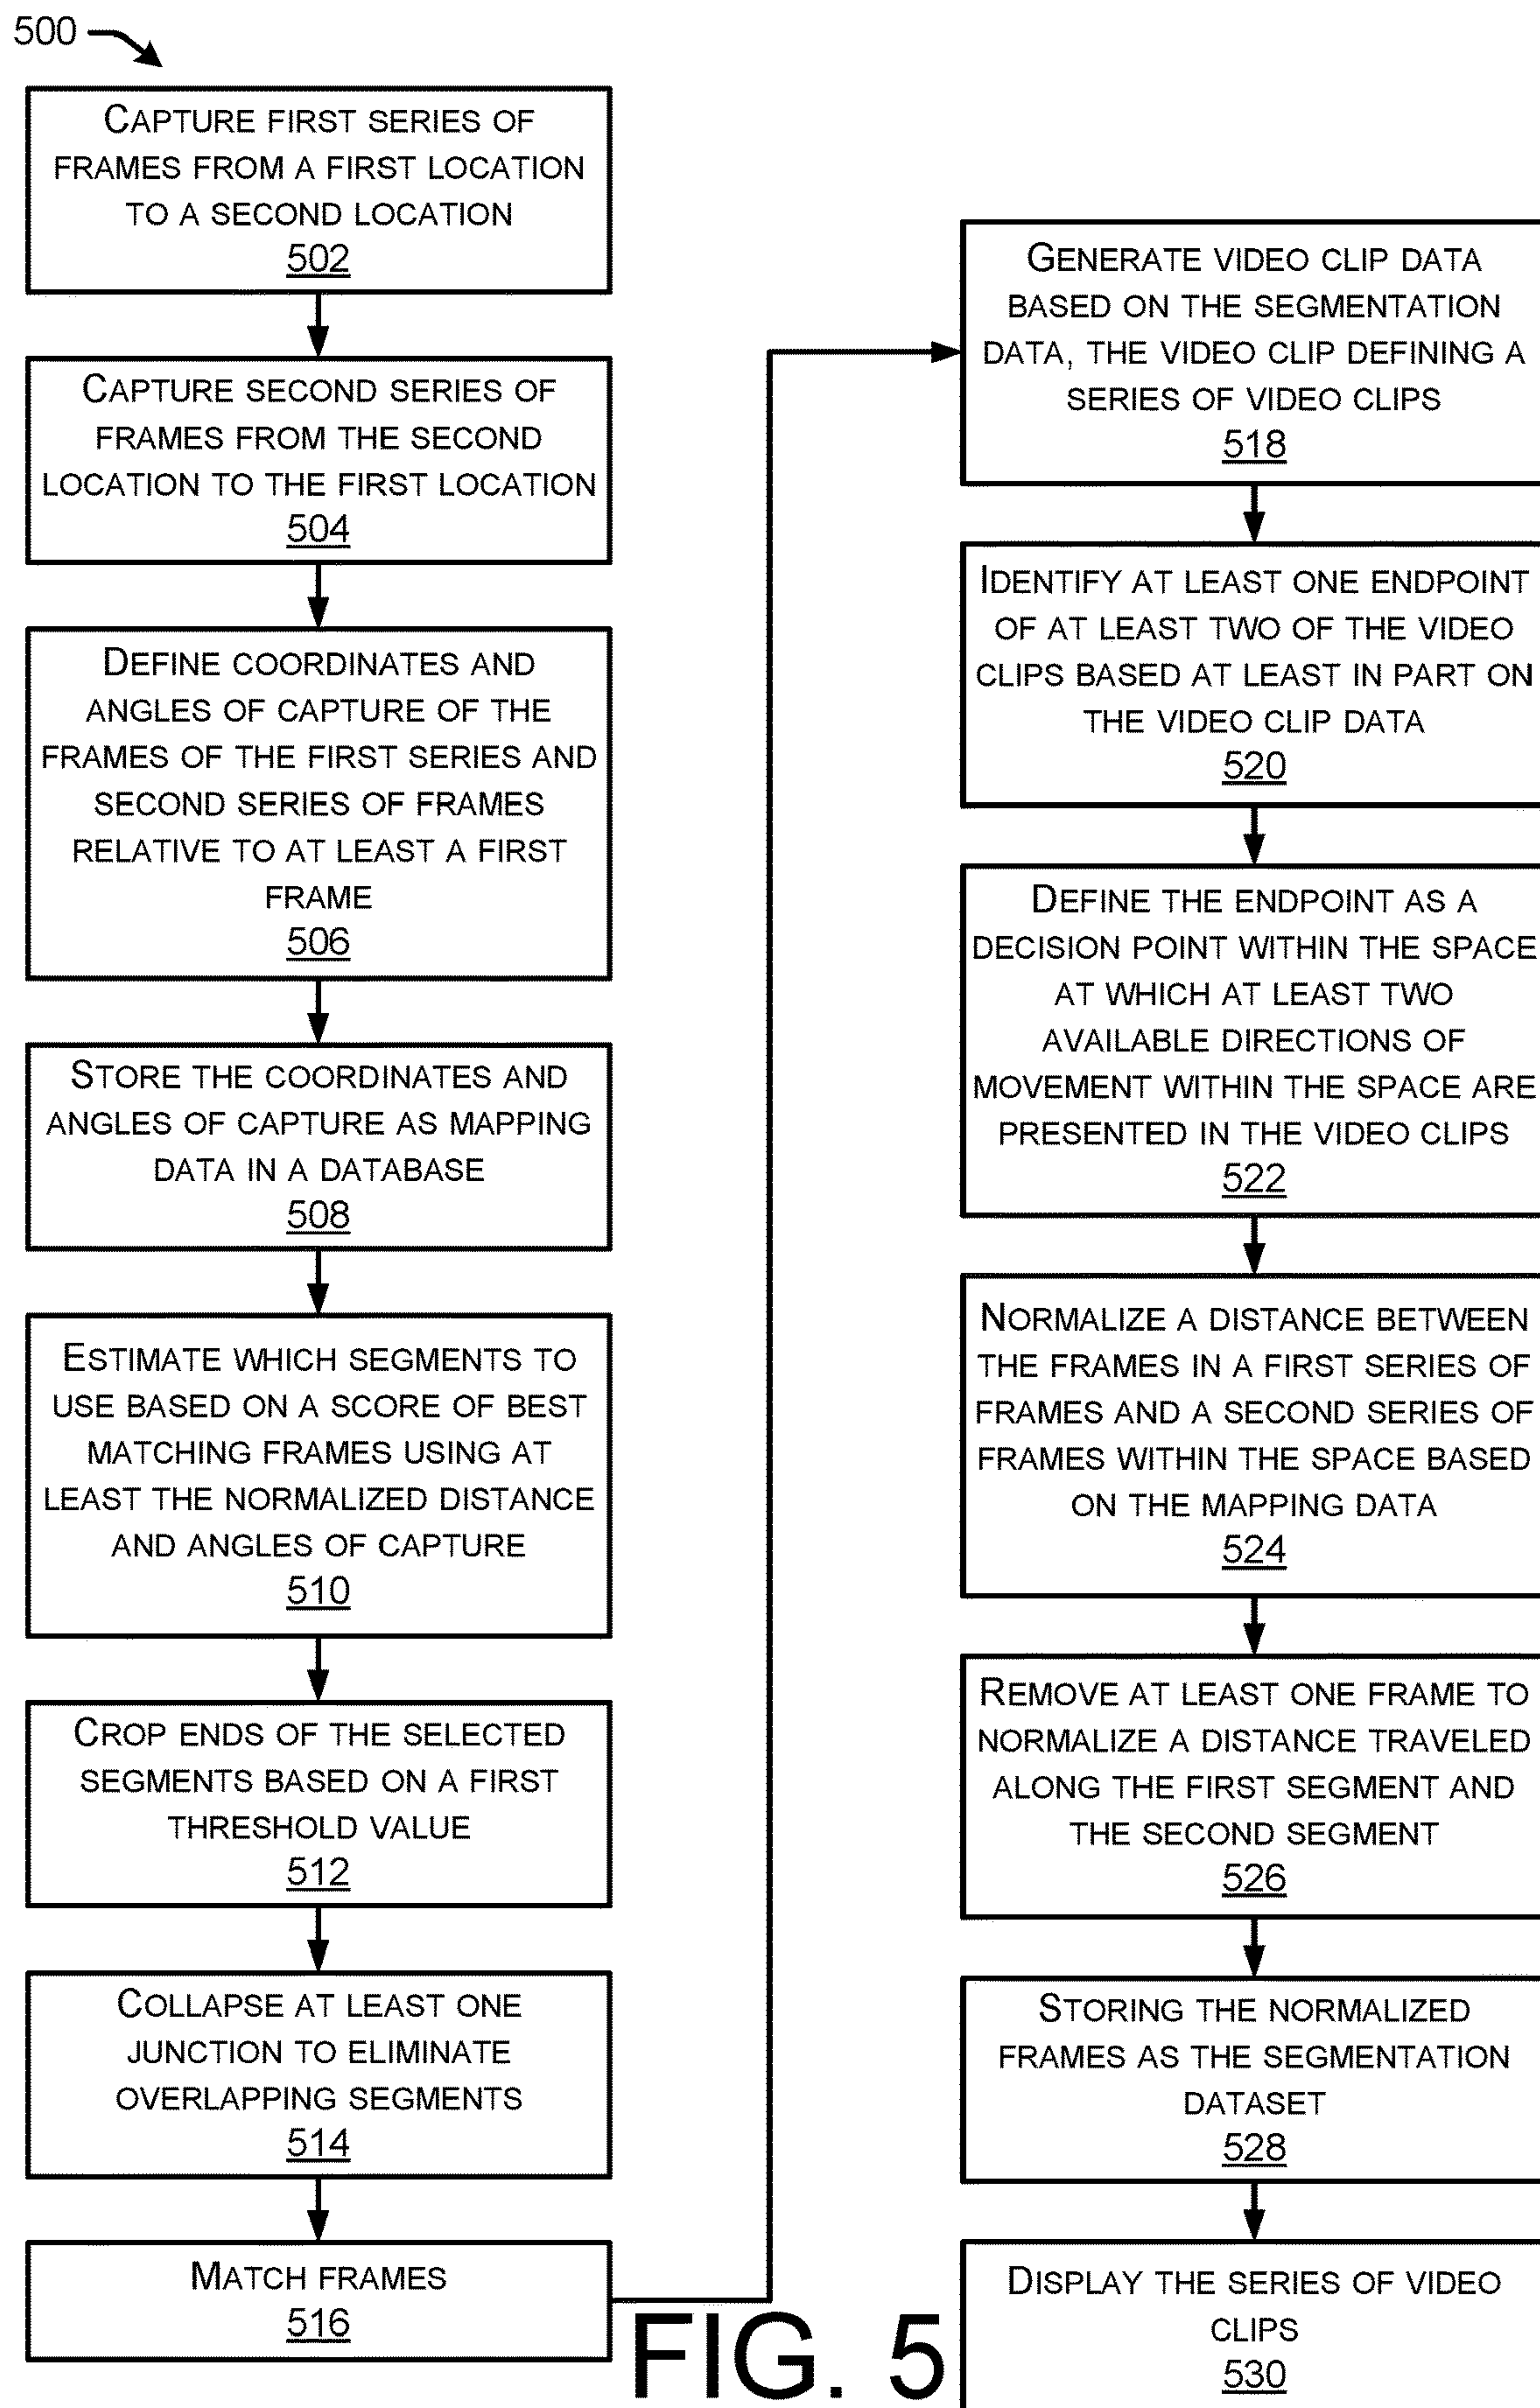 500
CAPTURE FIRST SERIES OF
FRAMES FROM A FIRST LOCATION
TO A SECOND LOCATION
502
CAPTURE SECOND SERIES OF
FRAMES FROM THE SECOND
LOCATION TO THE FIRST LOCATION
504
DEFINE COORDINATES AND
ANGLES OF CAPTURE OF THE
FRAMES OF THE FIRST SERIES AND
SECOND SERIES OF FRAMES
RELATIVE TO AT LEAST A FIRST
FRAME
506
STORE THE COORDINATES AND
ANGLES OF CAPTURE AS MAPPING
DATA IN A DATABASE
508
ESTIMATE WHICH SEGMENTS TO
USE BASED ON A SCORE OF BEST
MATCHING FRAMES USING AT
LEAST THE NORMALIZED DISTANCE
AND ANGLES OF CAPTURE
510
CROP ENDS OF THE SELECTED
SEGMENTS BASED ON A FIRST
THRESHOLD VALUE
512
COLLAPSE AT LEAST ONE
JUNCTION TO ELIMINATE
OVERLAPPING SEGMENTS
514
MATCH FRAMES
516
GENERATE VIDEO CLIP DATA
BASED ON THE SEGMENTATION
DATA, THE VIDEO CLIP DEFINING A
SERIES OF VIDEO CLIPS
518
IDENTIFY AT LEAST ONE ENDPOINT
OF AT LEAST TWO OF THE VIDEO
CLIPS BASED AT LEAST IN PART ON
THE VIDEO CLIP DATA
520
DEFINE THE ENDPOINT AS A
DECISION POINT WITHIN THE SPACE
AT WHICH AT LEAST TWO
AVAILABLE DIRECTIONS OF
MOVEMENT WITHIN THE SPACE ARE
PRESENTED IN THE VIDEO CLIPS
522
NORMALIZE A DISTANCE BETWEEN
THE FRAMES IN A FIRST SERIES OF
FRAMES AND A SECOND SERIES OF
FRAMES WITHIN THE SPACE BASED
ON THE MAPPING DATA
524
REMOVE AT LEAST ONE FRAME TO
NORMALIZE A DISTANCE TRAVELED
ALONG THE FIRST SEGMENT AND
THE SECOND SEGMENT
526
STORING THE NORMALIZED
FRAMES AS THE SEGMENTATION
DATASET
528
DISPLAY THE SERIES OF VIDEO
CLIPS
530
FIG. 5